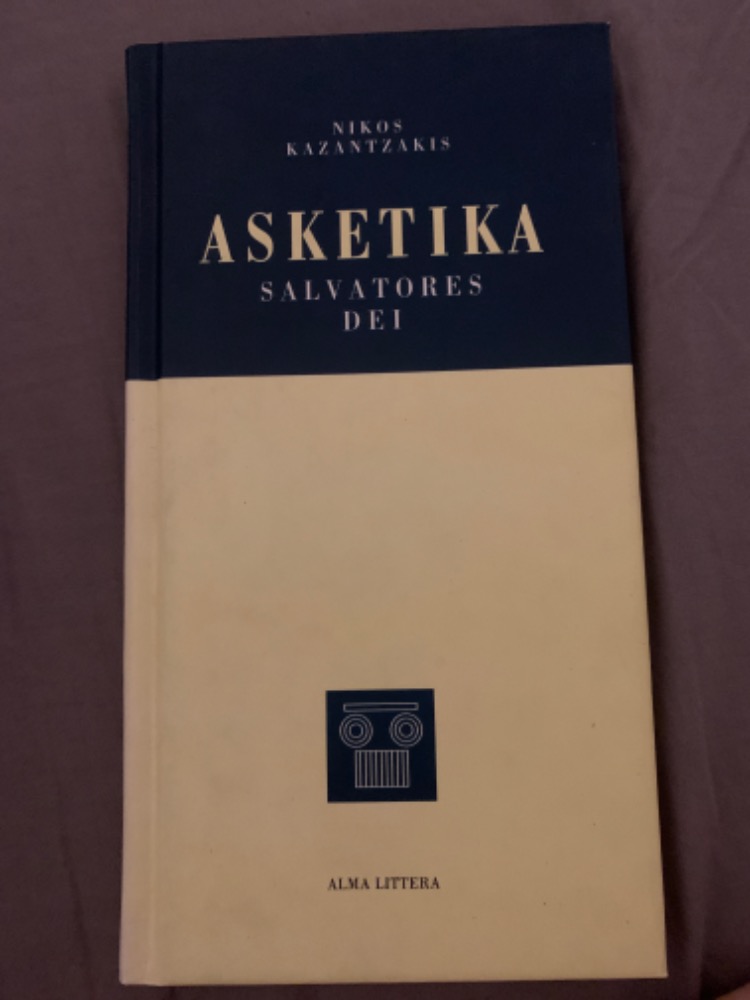 NIKOS
KAZANTZAKIS
ASKETIKA
SALVATORES
DEI
ALMA LITTERA